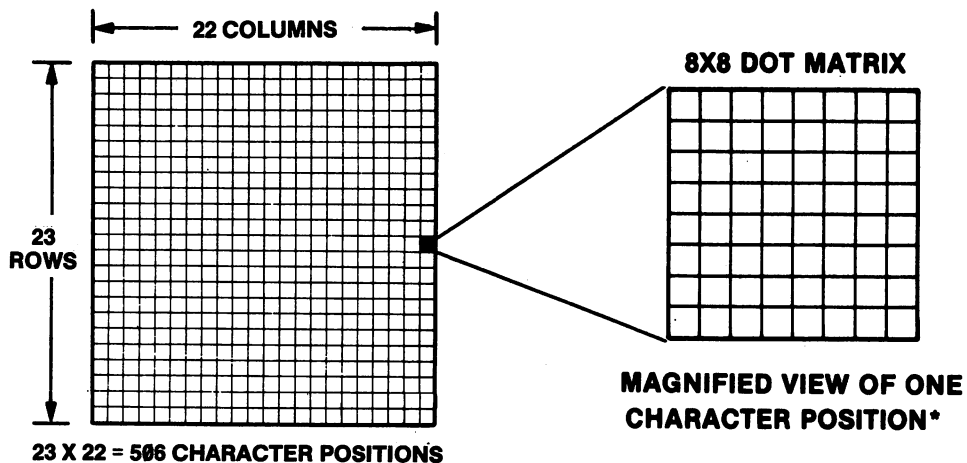 22 COLUMNS
8X8 DOT MATRIX
23
ROWS
MAGNIFIED VIEW OF ONE
CHARACTER POSITION*
23 X 22 = 506 CHARACTER POSITIONS